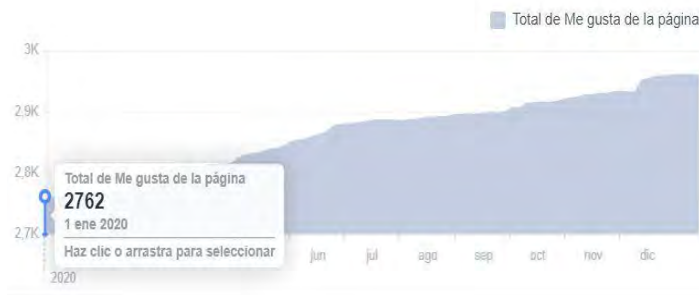 Total de Me gusta de la página
3K
2,9K
2,8K
2,7K
Total de Me gusta de la página
2762
1 ene 2020
Haz clic o arrastra para seleccionar
jun jul ago sep oct nov dic
2020